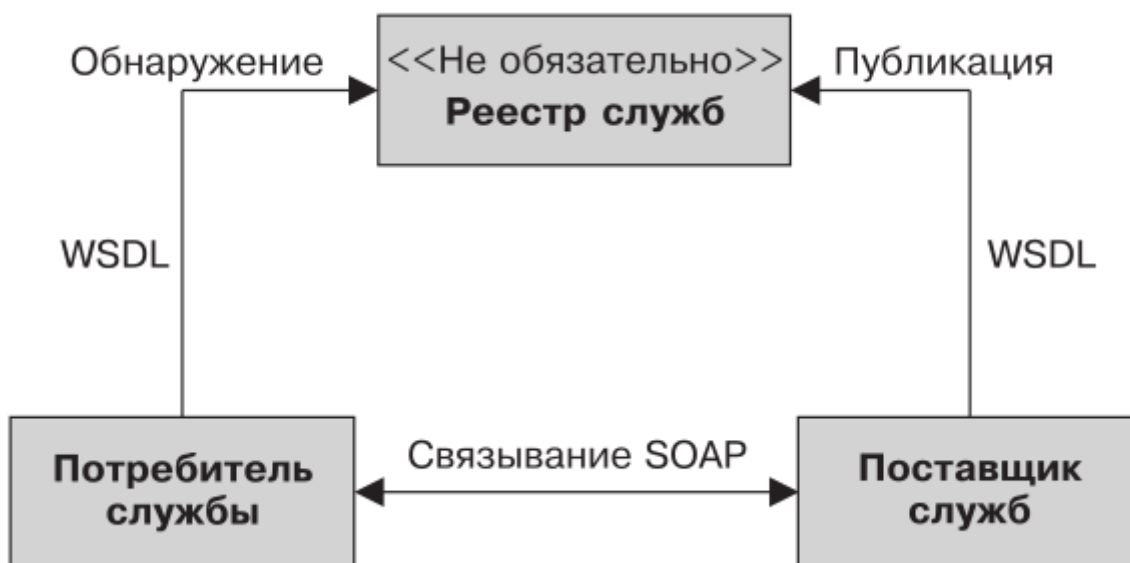 Обнаружение
<<Не обязательно>>
Реестр служб
Публикация
WSDL
WSDL
Потребитель
службы
Связывание SOAP
Поставщик
служб